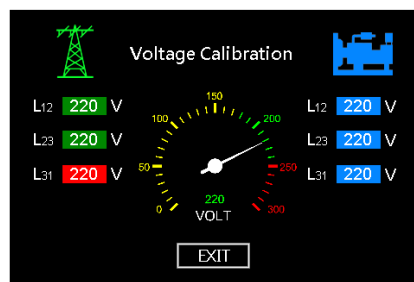 Voltage Calibration
L12 220 V
L23 220 V
L31 220 V
0
50
100
150
200
250
300
220
VOLT
L12 220 V
L23 220 V
L31 220 V
EXIT